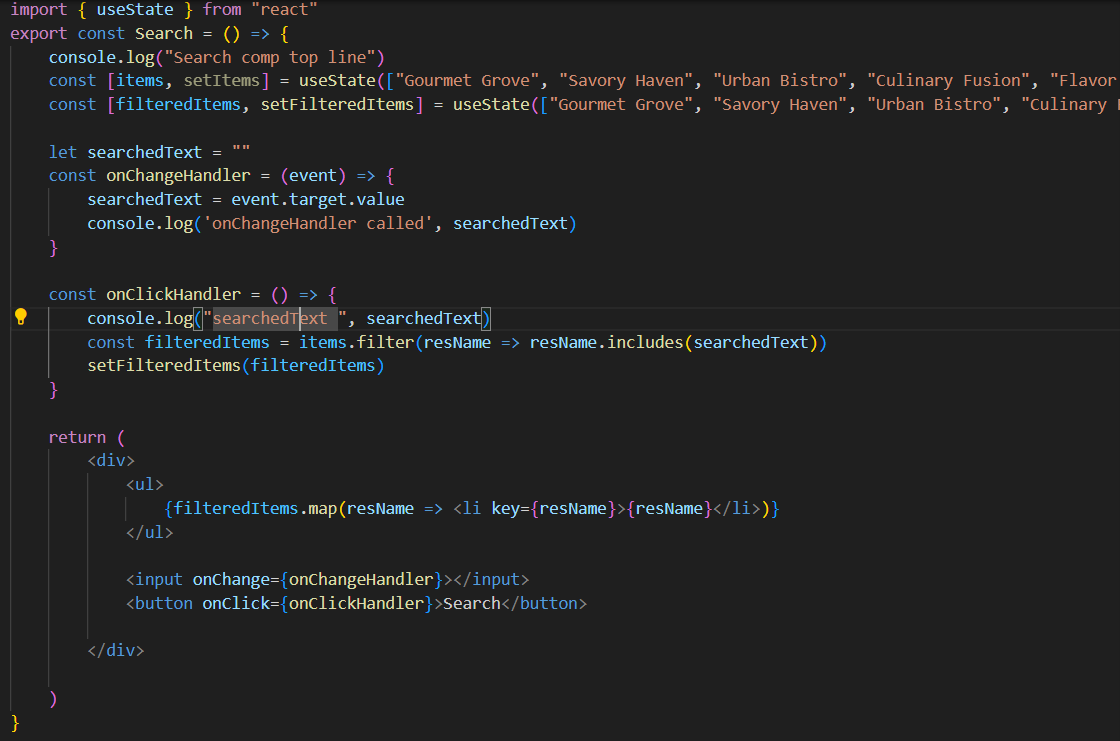 import { useState } from "react"
export const Search = () => {
    console.log("Search comp top line")
    const [items, setItems] = useState(["Gourmet Grove", "Savory Haven", "Urban Bistro", "Culinary Fusion", "Flavor
    const [filteredItems, setFilteredItems] = useState(["Gourmet Grove", "Savory Haven", "Urban Bistro", "Culinary
    let searchedText = ""
    const onChangeHandler = (event) => {
        searchedText = event.target.value
        console.log('onChangeHandler called', searchedText)
    }
    const onClickHandler = () => {
        console.log("searchedText ", searchedText)
        const filteredItems = items.filter(resName => resName.includes(searchedText))
        setFilteredItems(filteredItems)
    }
    return (
        <div>
            <ul>
                {filteredItems.map(resName => <li key={resName}>{resName}</li>)}
            </ul>
            <input onChange={onChangeHandler}></input>
            <button onClick={onClickHandler}>Search</button>
        </div>
    )
}